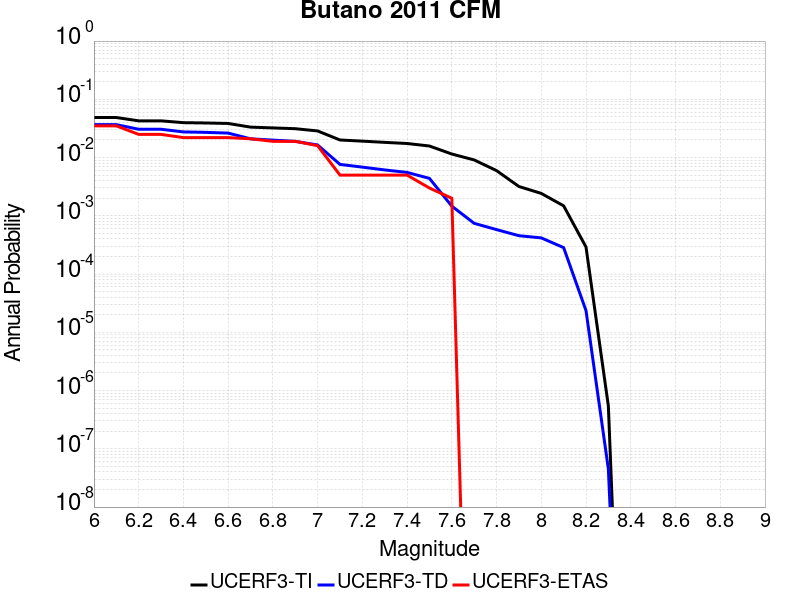 Butano 2011 CFM
10^0
10^-1
10^-2
10^-3
10^-4
10^-5
10^-6
10^-7
10^-8
Annual Probability
6 6.2 6.4 6.6 6.8 7 7.2 7.4 7.6 7.8 8 8.2 8.4 8.6 8.8 9
Magnitude
UCERF3-TI UCERF3-TD UCERF3-ETAS